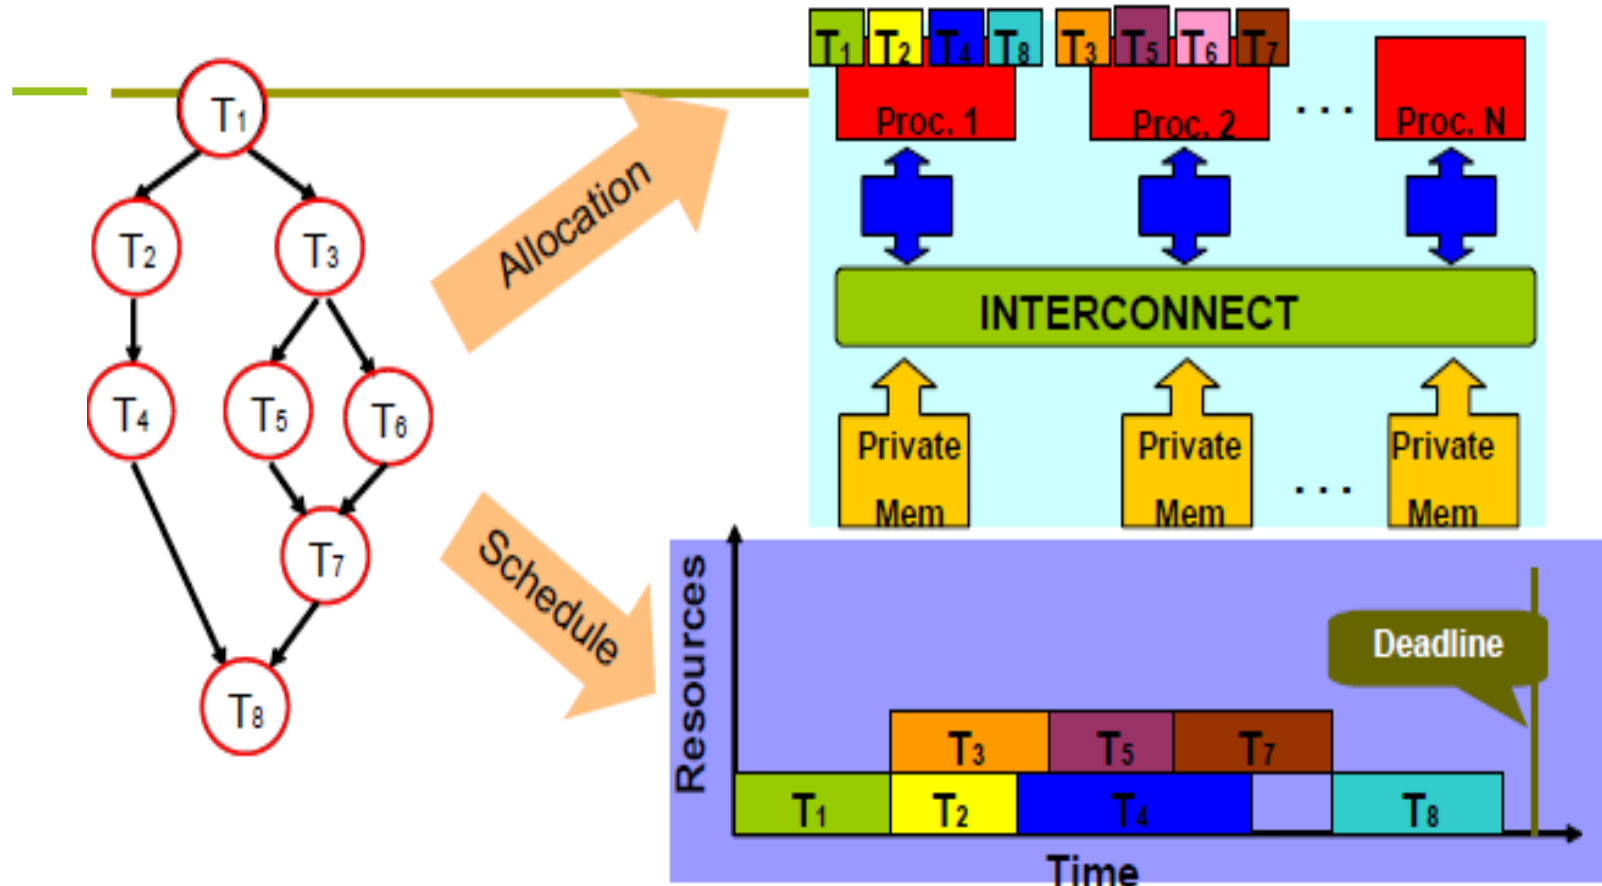 T1
T2
T3
T4
T5
T6
T7
T8
Allocation
Schedule
T1 T2 T4 T8 T3 T5 T6 T7
Proc. 1 Proc. 2 . . . Proc. N
INTERCONNECT
Private Private Private
Mem Mem . . . Mem
Resources
Deadline
T3 T5 T7
T1 T2 T4 T8
Time